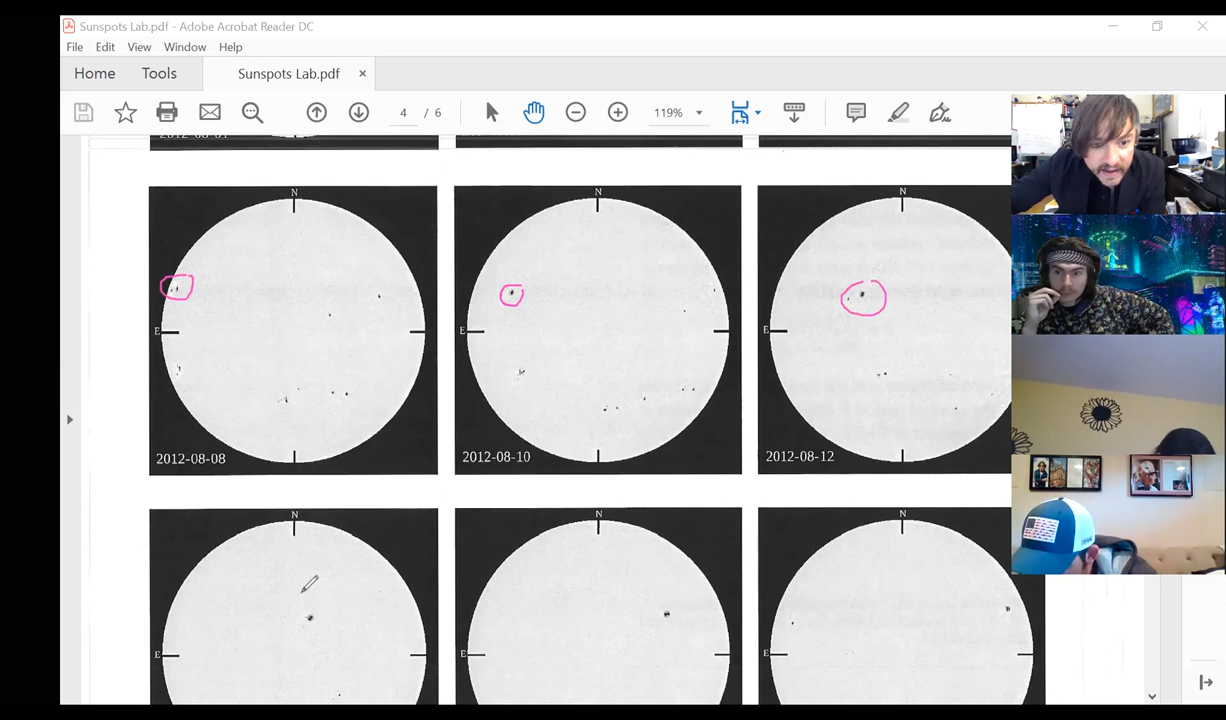 Sunspots Lab.pdf - Adobe Acrobat Reader DC
File Edit View Window Help
Home Tools Sunspots Lab.pdf ×
4 / 6 119%
N N N
E E E
2012-08-08 2012-08-10 2012-08-12
N N N
E E E